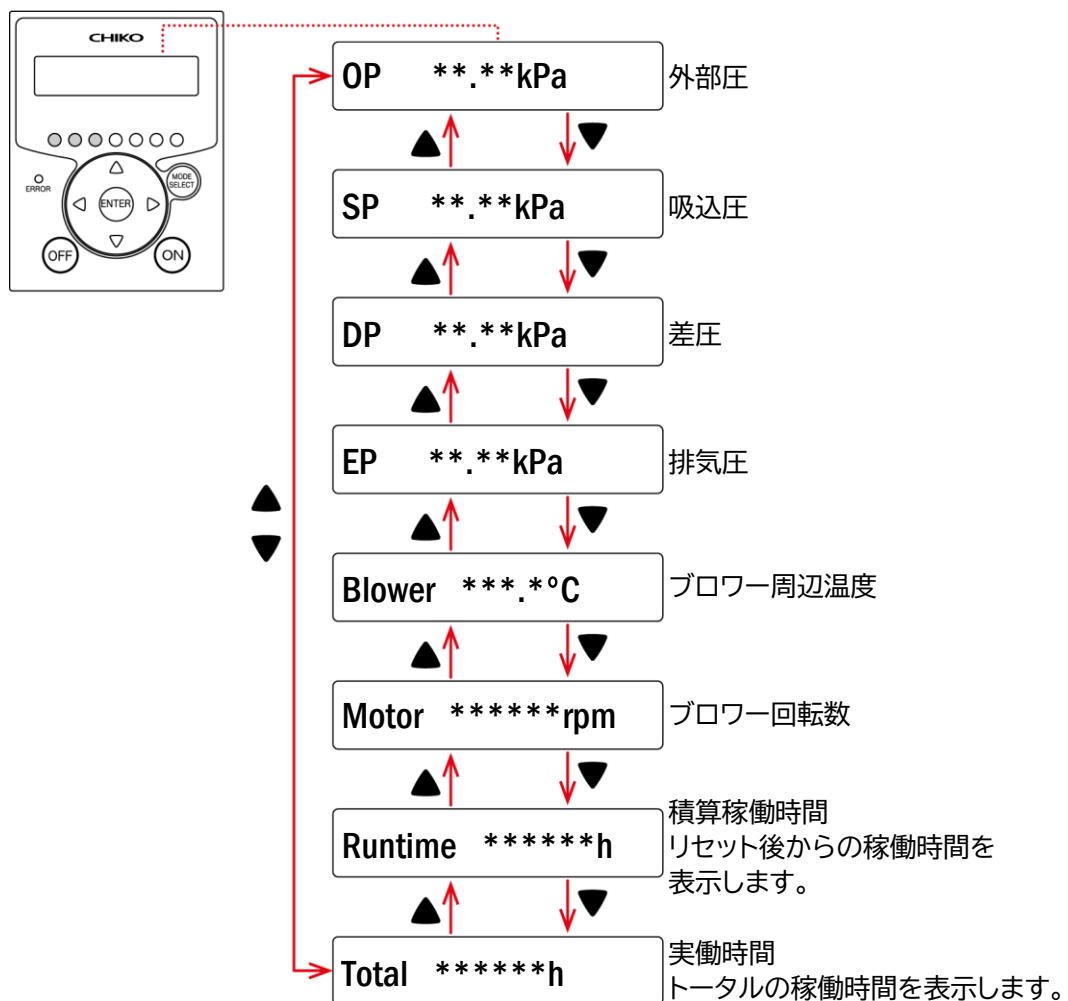 CHIKO
ERROR
MODE
SELECT
ENTER
OFF
ON
OP **.**kPa
外部圧
SP **.**kPa
吸込圧
DP **.**kPa
差圧
EP **.**kPa
排気圧
Blower ***.*°C
ブロワー周辺温度
Motor ******rpm
ブロワー回転数
Runtime ******h
積算稼働時間
リセット後からの稼働時間を
表示します。
Total ******h
実働時間
トータルの稼働時間を表示します。